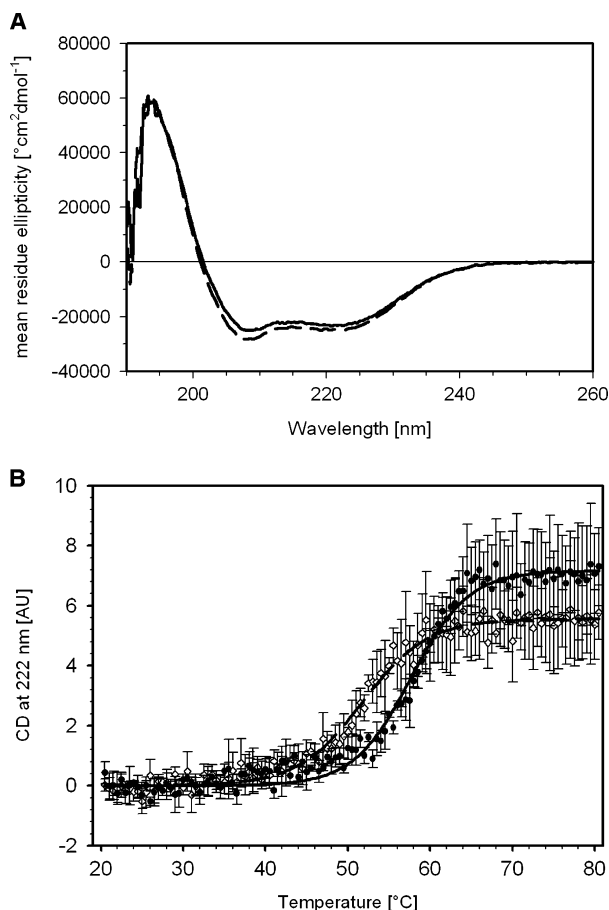 A
80000
60000
40000
20000
0
-20000
-40000
mean residue ellipticity [°cm²dmol⁻¹]
200 220 240 260
Wavelength [nm]
B
10
8
6
4
2
0
-2
CD at 222 nm [AU]
20 30 40 50 60 70 80
Temperature [°C]